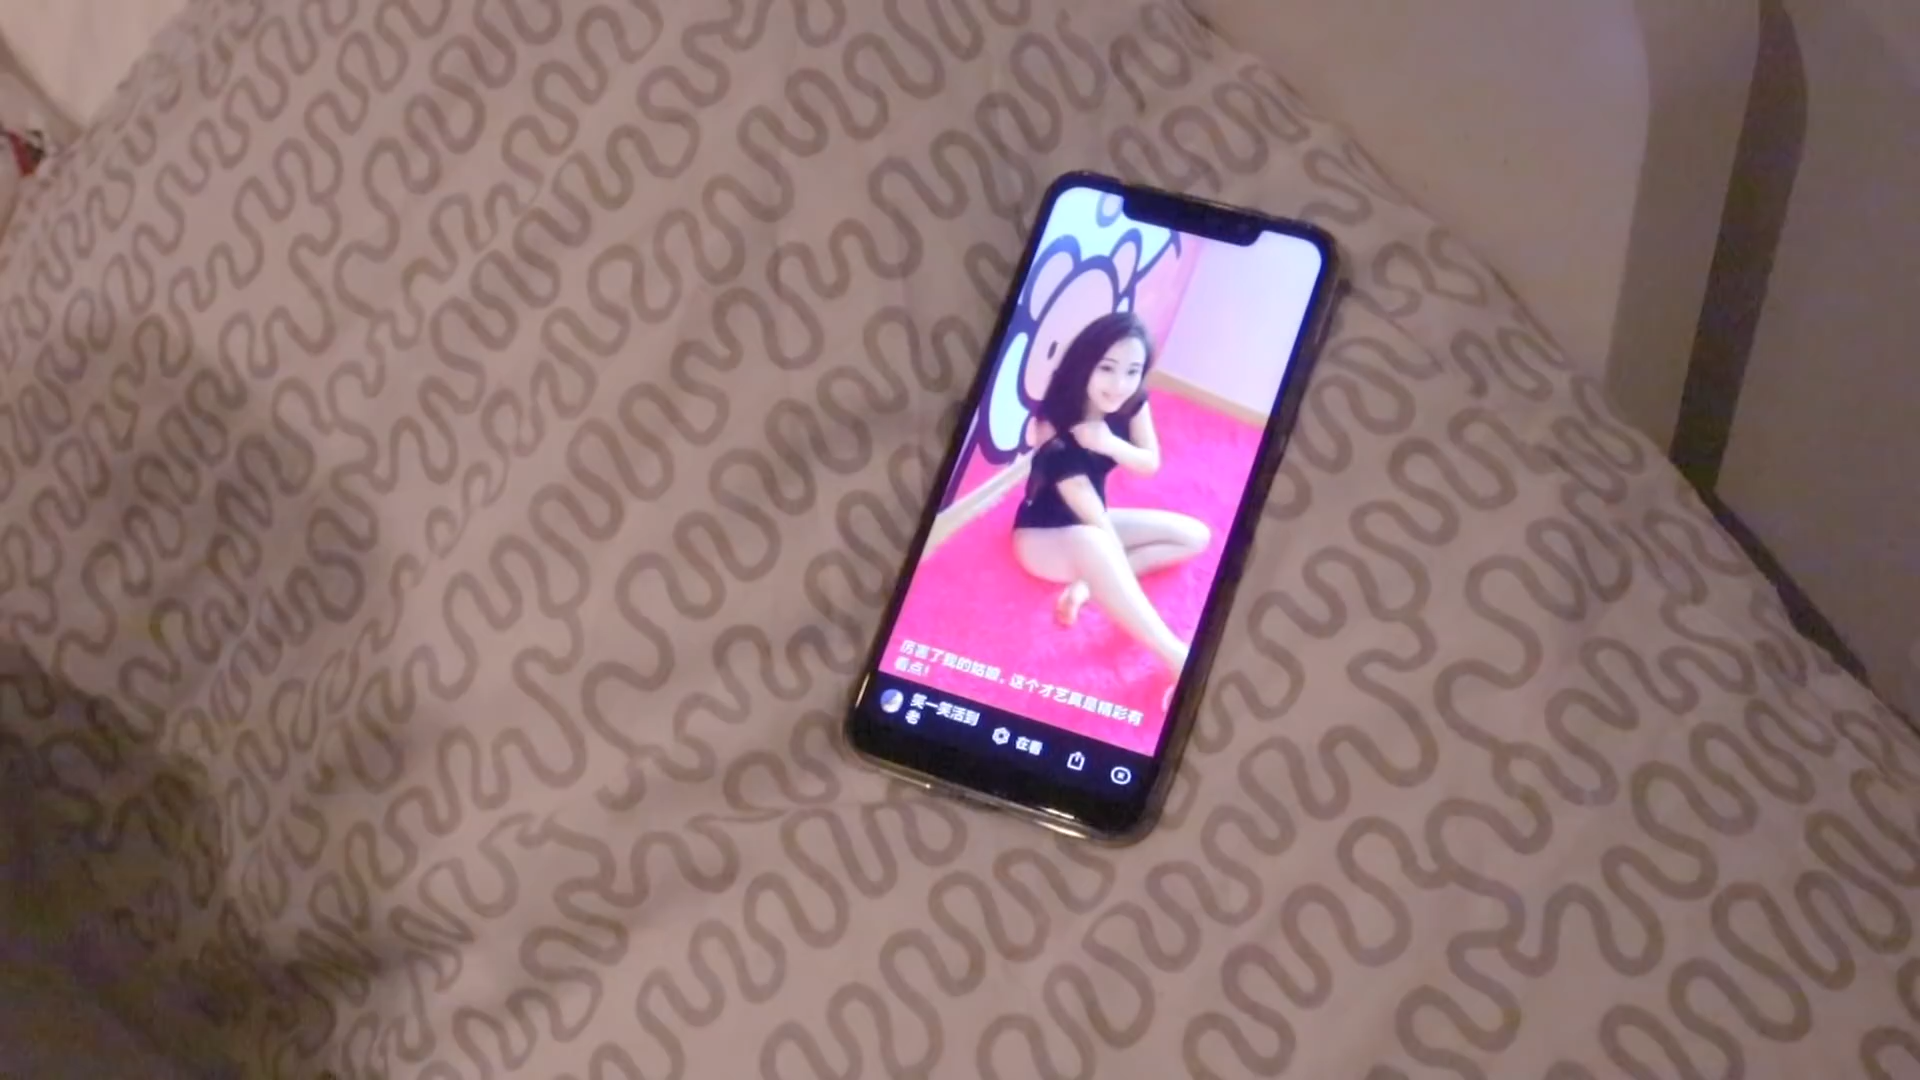 厉害了我的姑娘，这个才艺真是精彩有
看点！
笑一笑活到
老
在看